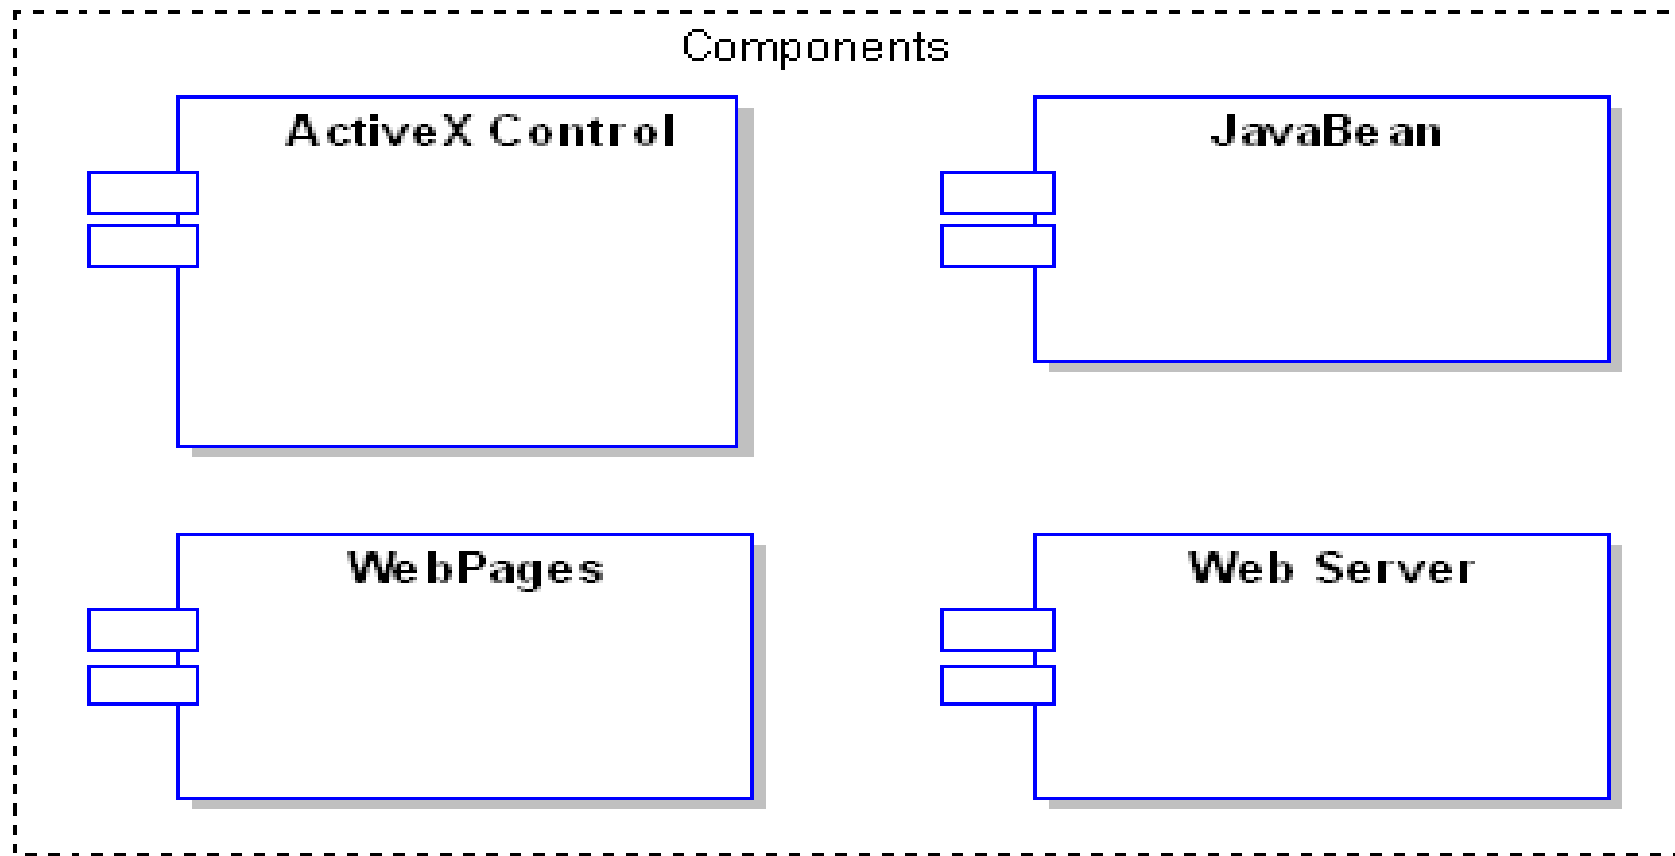 Components
ActiveX Control
JavaBean
WebPages
Web Server